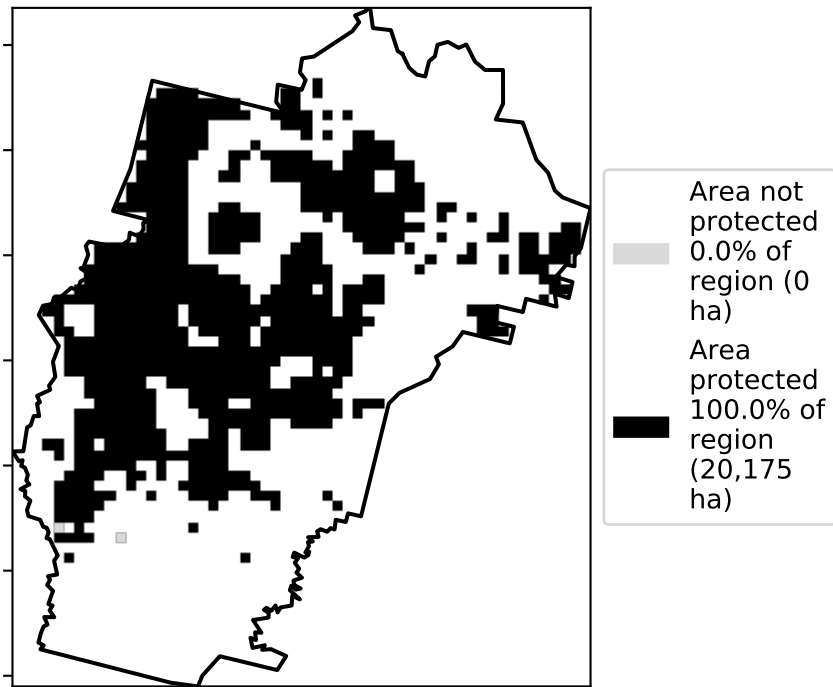 Area not
protected
0.0% of
region (0
ha)
Area
protected
100.0% of
region
(20,175
ha)